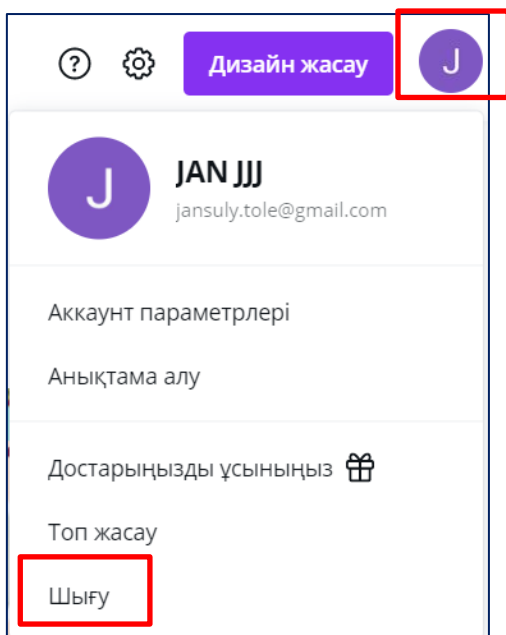 Дизайн жасау J
J JAN JJJ
jansuly.tole@gmail.com
Аккаунт параметрлері
Анықтама алу
Достарыңызды ұсыныңыз
Топ жасау
Шығу